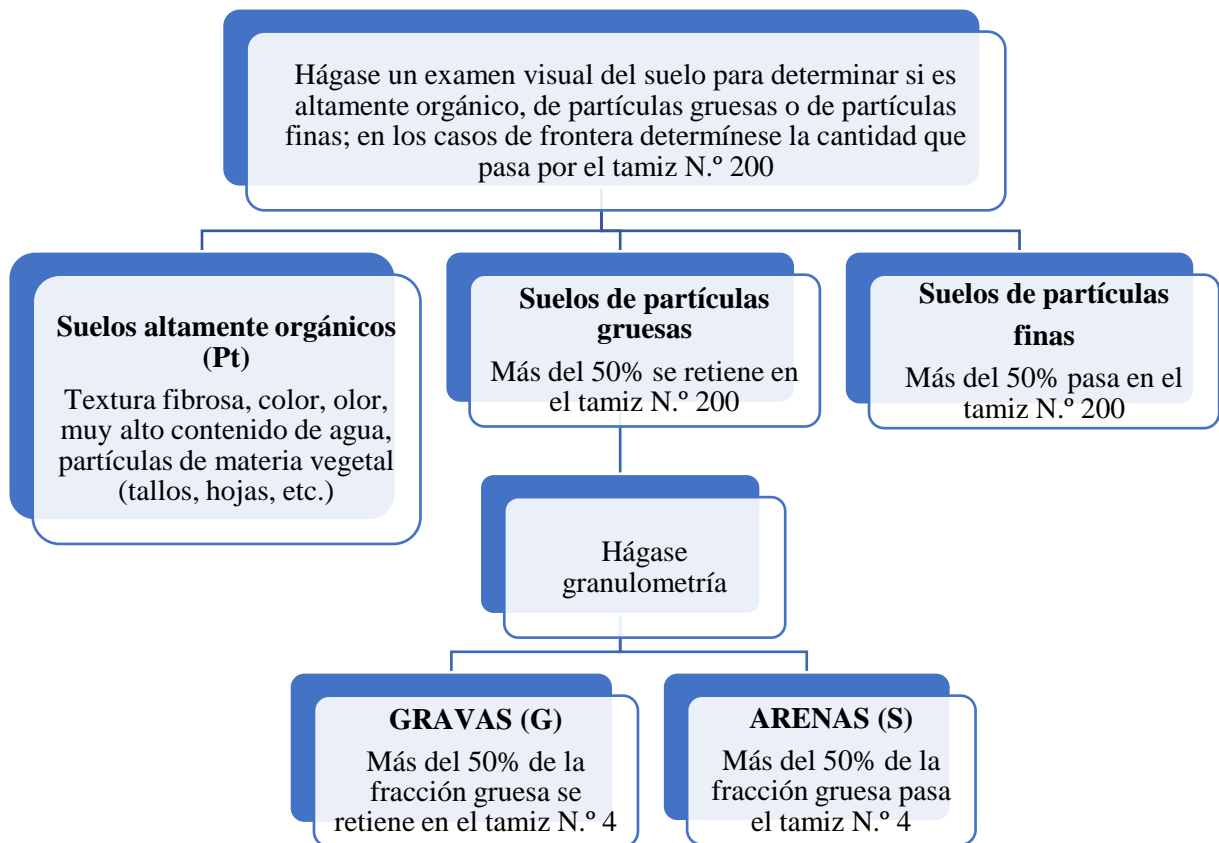 Hágase un examen visual del suelo para determinar si es
altamente orgánico, de partículas gruesas o de partículas
finas; en los casos de frontera determínese la cantidad que
pasa por el tamiz N.º 200
Suelos altamente orgánicos
(Pt)
Textura fibrosa, color, olor,
muy alto contenido de agua,
partículas de materia vegetal
(tallos, hojas, etc.)
Suelos de partículas
gruesas
Más del 50% se retiene en
el tamiz N.º 200
Suelos de partículas
finas
Más del 50% pasa en el
tamiz N.º 200
Hágase
granulometría
GRAVAS (G)
Más del 50% de la
fracción gruesa se
retiene en el tamiz N.º 4
ARENAS (S)
Más del 50% de la
fracción gruesa pasa
el tamiz N.º 4